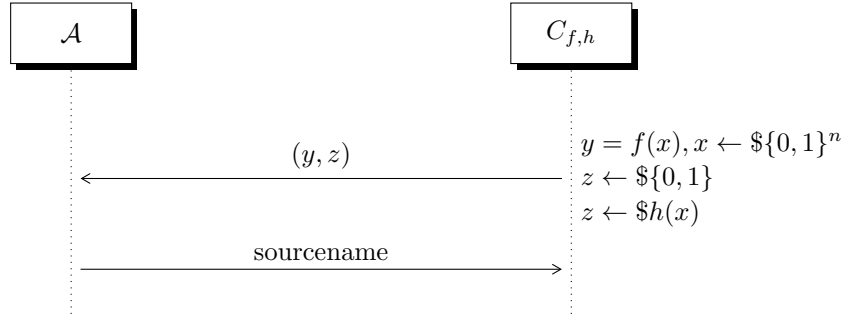 𝒜
C_{f,h}
y = f(x), x ← ${0, 1}^n
(y, z)
z ← ${0, 1}
z ← $h(x)
sourcename